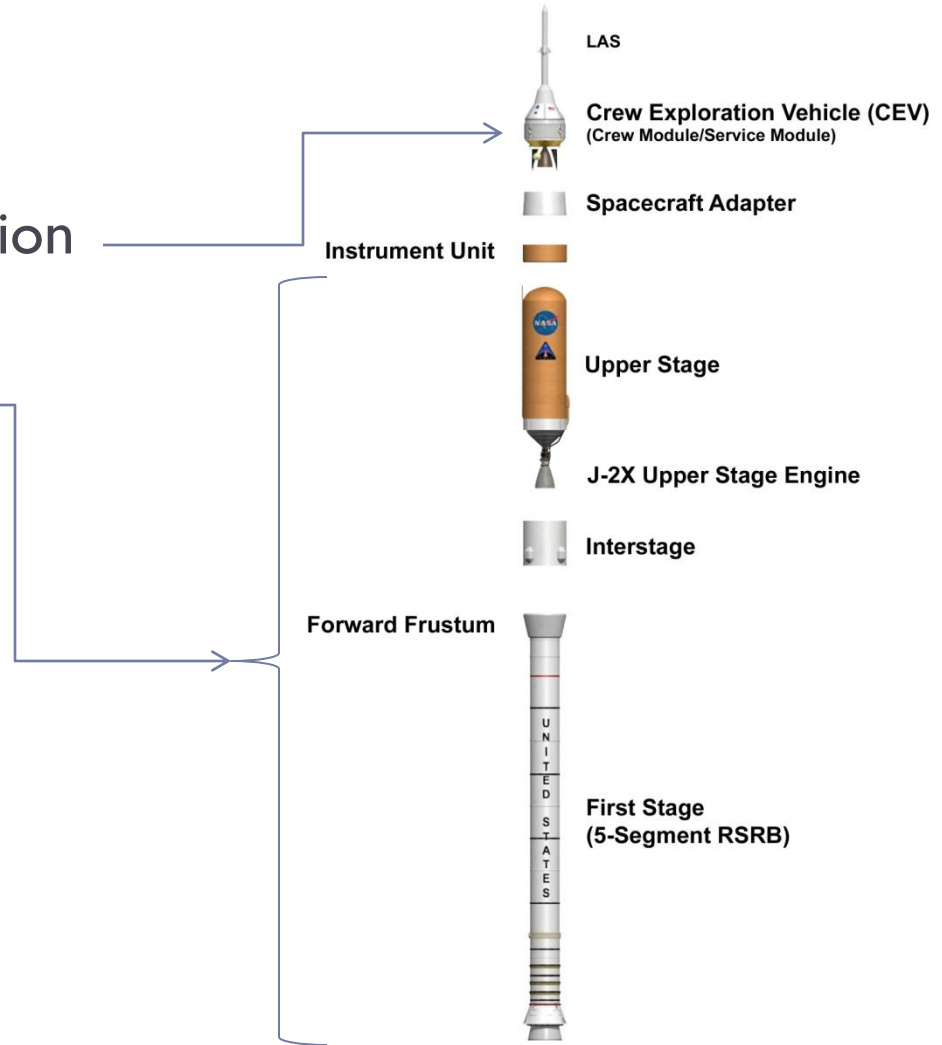 LAS
Crew Exploration Vehicle (CEV)
(Crew Module/Service Module)
Spacecraft Adapter
ion
Instrument Unit
NASA
Upper Stage
J-2X Upper Stage Engine
Interstage
Forward Frustum
UNITED STATES
First Stage
(5-Segment RSRB)